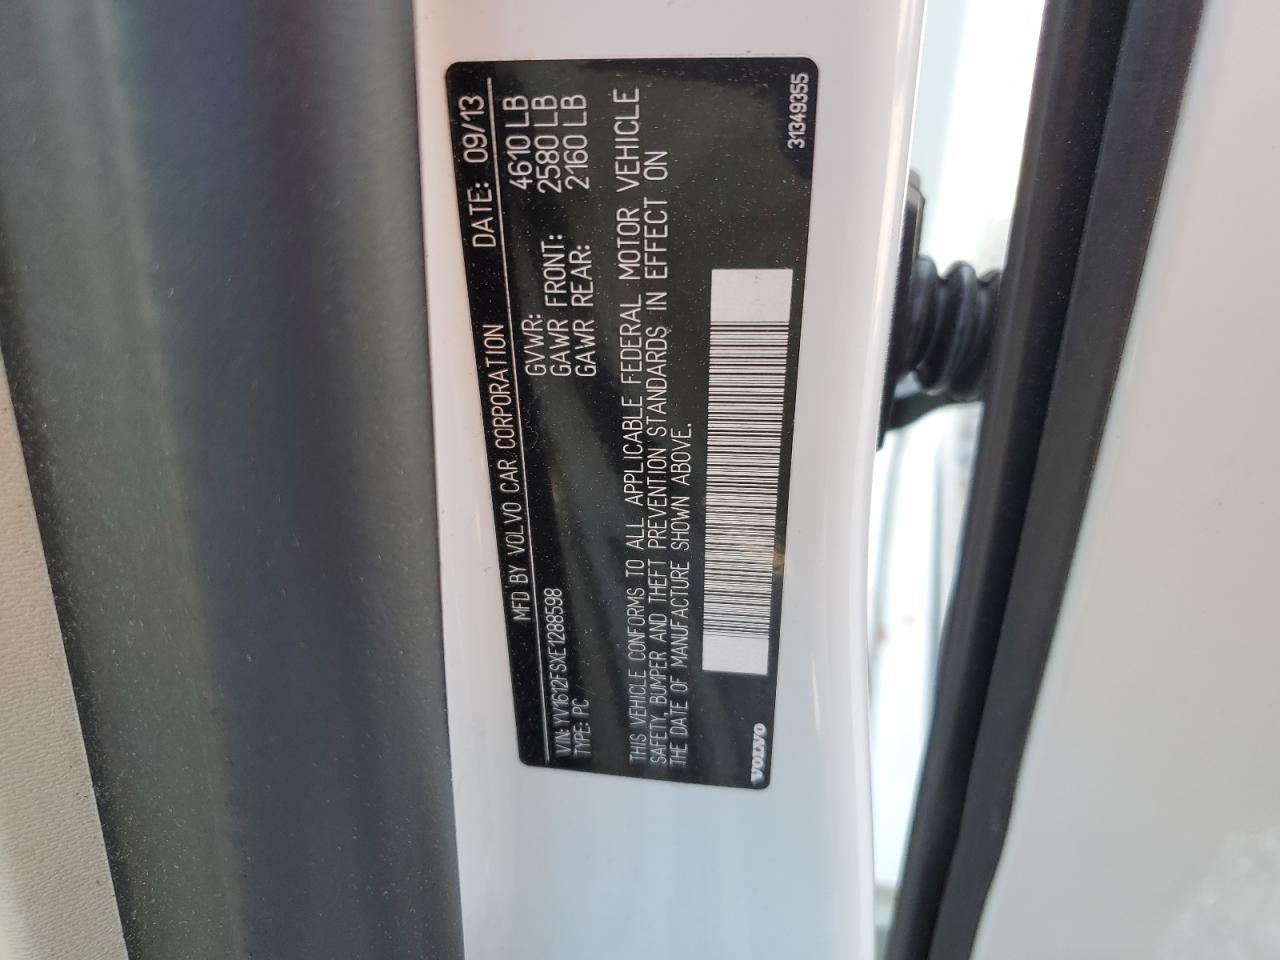 MFD BY VOLVO CAR CORPORATION DATE: 09/13
VIN: YV1612FSXE1288598 GVWR: 4610 LB
TYPE: PC GAWR FRONT: 2580 LB
GAWR REAR: 2160 LB
THIS VEHICLE CONFORMS TO ALL APPLICABLE FEDERAL MOTOR VEHICLE
SAFETY, BUMPER AND THEFT PREVENTION STANDARDS IN EFFECT ON
THE DATE OF MANUFACTURE SHOWN ABOVE.
VOLVO 31349355